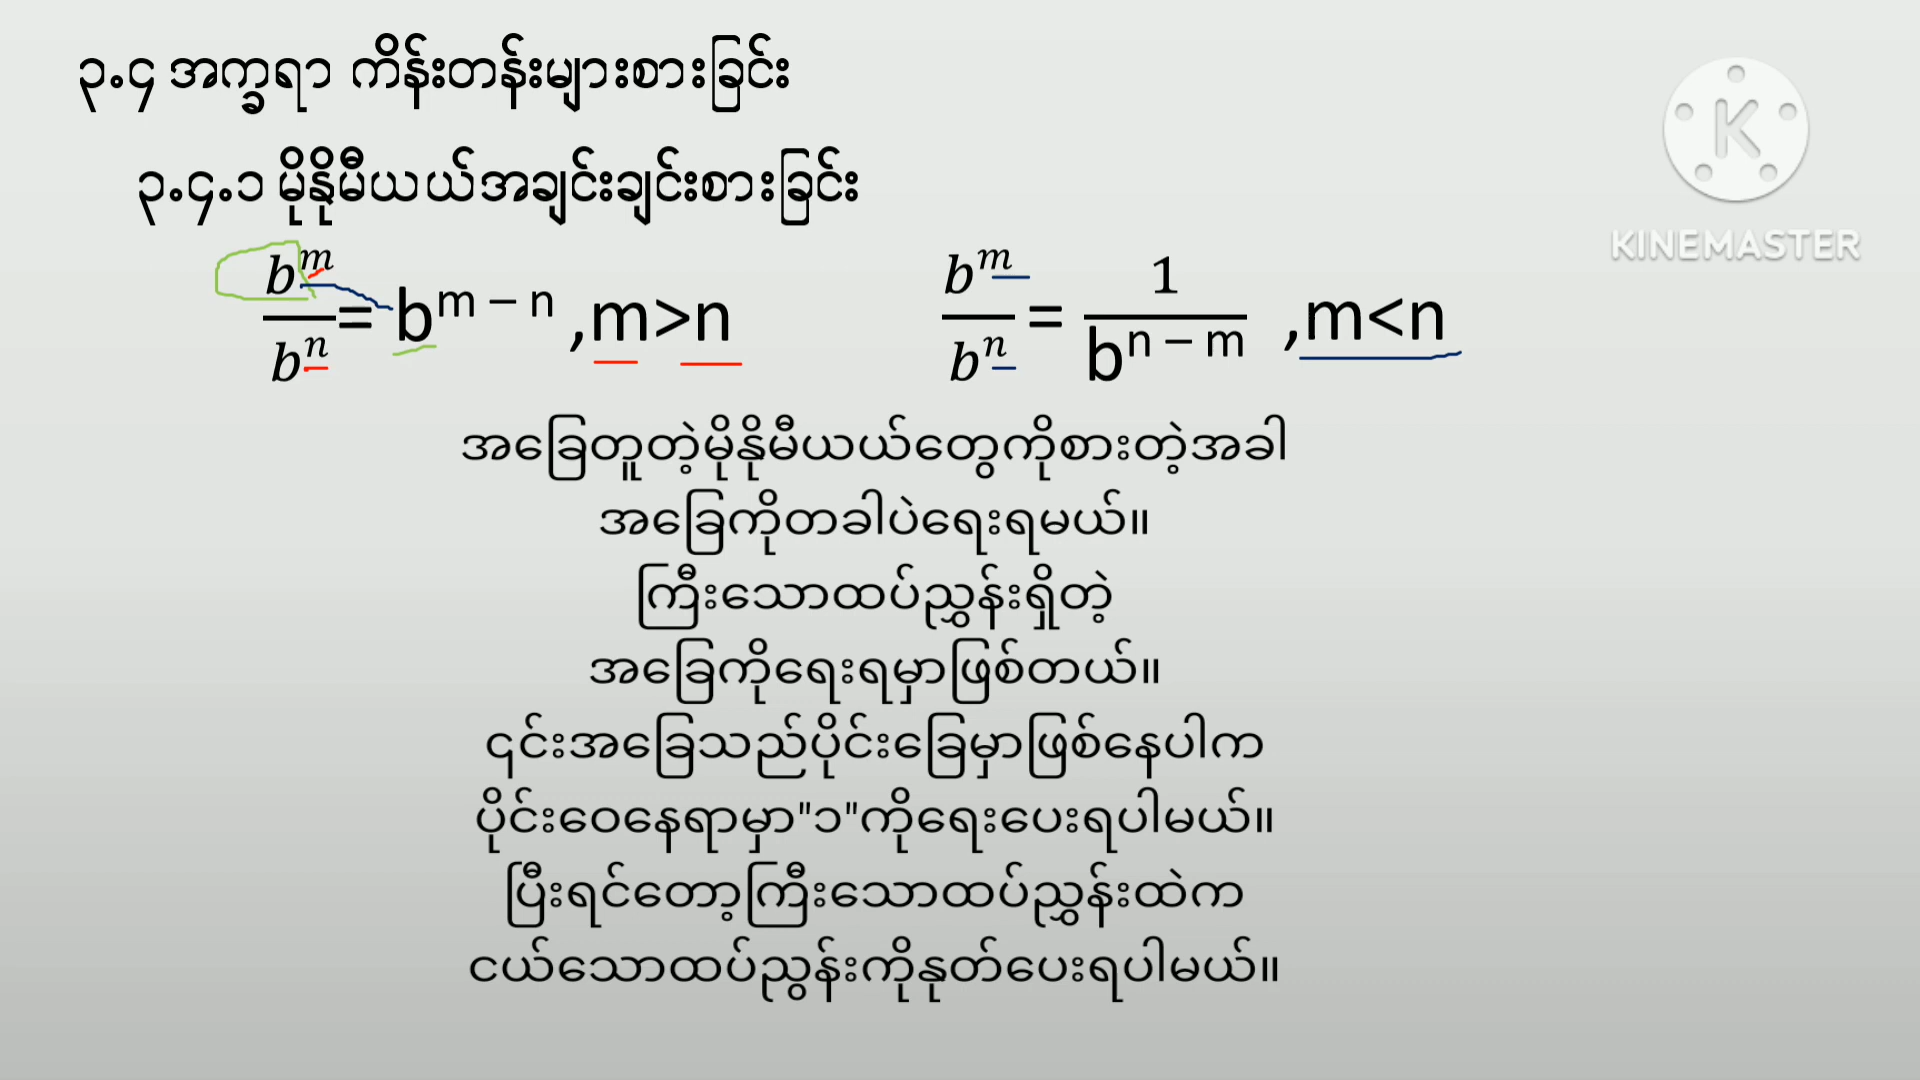 ၃.၄ အက္ခရာ ကိန်းတန်းများစားခြင်း
၃.၄.၁ မိုနိုမီယယ်အချင်းချင်းစားခြင်း
b^m / b^n = b^(m – n) ,m>n
b^m / b^n = 1 / b^(n – m) ,m<n
အခြေတူတဲ့မိုနိုမီယယ်တွေကိုစားတဲ့အခါ
အခြေကိုတခါပဲရေးရမယ်။
ကြီးသောထပ်ညွှန်းရှိတဲ့
အခြေကိုရေးရမှာဖြစ်တယ်။
၎င်းအခြေသည်ပိုင်းခြေမှာဖြစ်နေပါက
ပိုင်းဝေနေရာမှာ"၁"ကိုရေးပေးရပါမယ်။
ပြီးရင်တော့ကြီးသောထပ်ညွှန်းထဲက
ငယ်သောထပ်ညွန်းကိုနုတ်ပေးရပါမယ်။
K
KINEMASTER